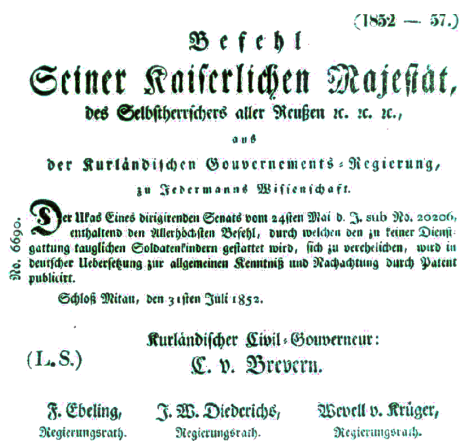 (1852 — 57.)
Befehl
Seiner Kaiserlichen Majestät,
des Selbstherrschers aller Reußen ꝛc. ꝛc. ꝛc.,
aus
der Kurländischen Gouvernements-Regierung,
zu Jedermanns Wissenschaft.
Der Ukas Eines dirigirenden Senats vom 24sten Mai d. J. sub No. 20206,
enthaltend den Allerhöchsten Befehl, durch welchen den zu keiner Dienst-
gattung tauglichen Soldatenkindern gestattet wird, sich zu verehelichen, wird in
deutscher Uebersetzung zur allgemeinen Kenntniß und Nachachtung durch Patent
publicirt.
No. 6690.
Schloß Mitau, den 31sten Juli 1852.
Kurländischer Civil-Gouverneur:
(L.S.)
C. v. Brevern.
F. Ebeling, J. W. Diederichs, Wevell v. Krüger,
Regierungsrath. Regierungsrath. Regierungsrath.